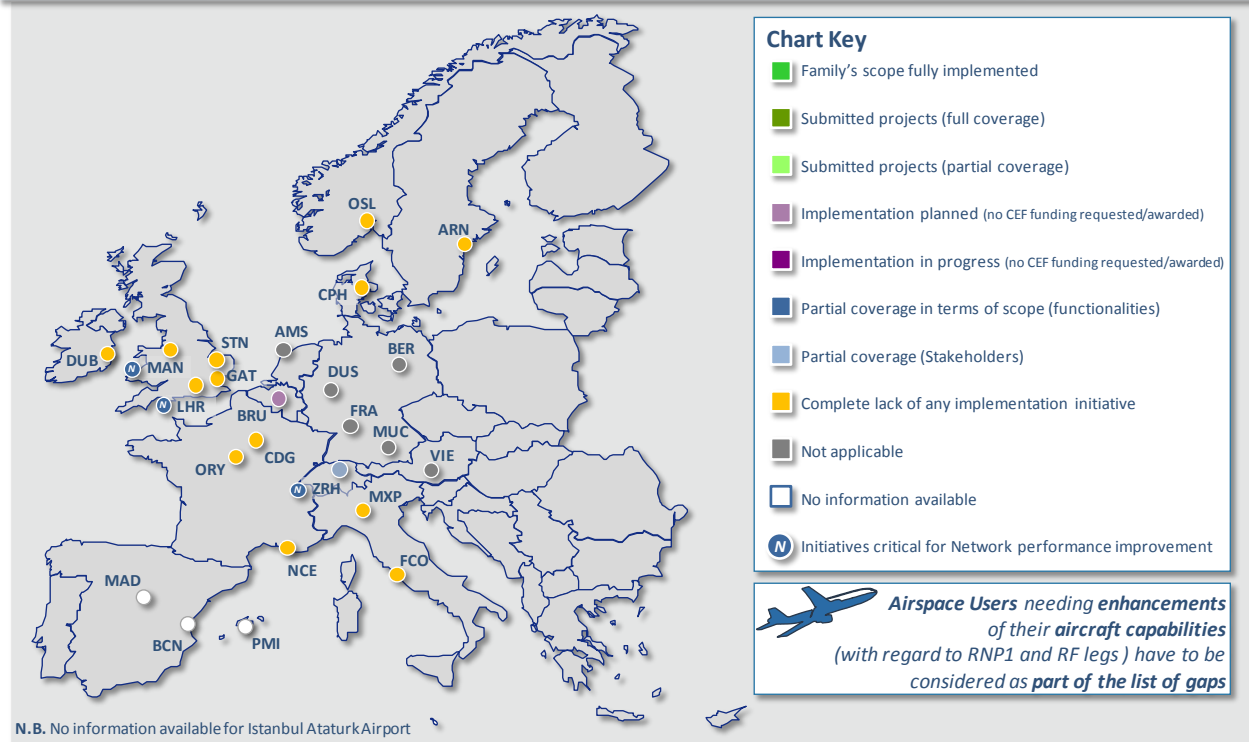 OSL
ARN
CPH
AMS
STN
BER
DUB
N
MAN
GAT
DUS
N
LHR
BRU
FRA
MUC
ORY
CDG
VIE
N
ZRH
MXP
NCE
FCO
MAD
BCN
PMI
N.B. No information available for Istanbul Ataturk Airport
Chart Key
Family's scope fully implemented
Submitted projects (full coverage)
Submitted projects (partial coverage)
Implementation planned (no CEF funding requested/awarded)
Implementation in progress (no CEF funding requested/awarded)
Partial coverage in terms of scope (functionalities)
Partial coverage (Stakeholders)
Complete lack of any implementation initiative
Not applicable
No information available
N Initiatives critical for Network performance improvement
Airspace Users needing enhancements
of their aircraft capabilities
(with regard to RNP1 and RF legs ) have to be
considered as part of the list of gaps